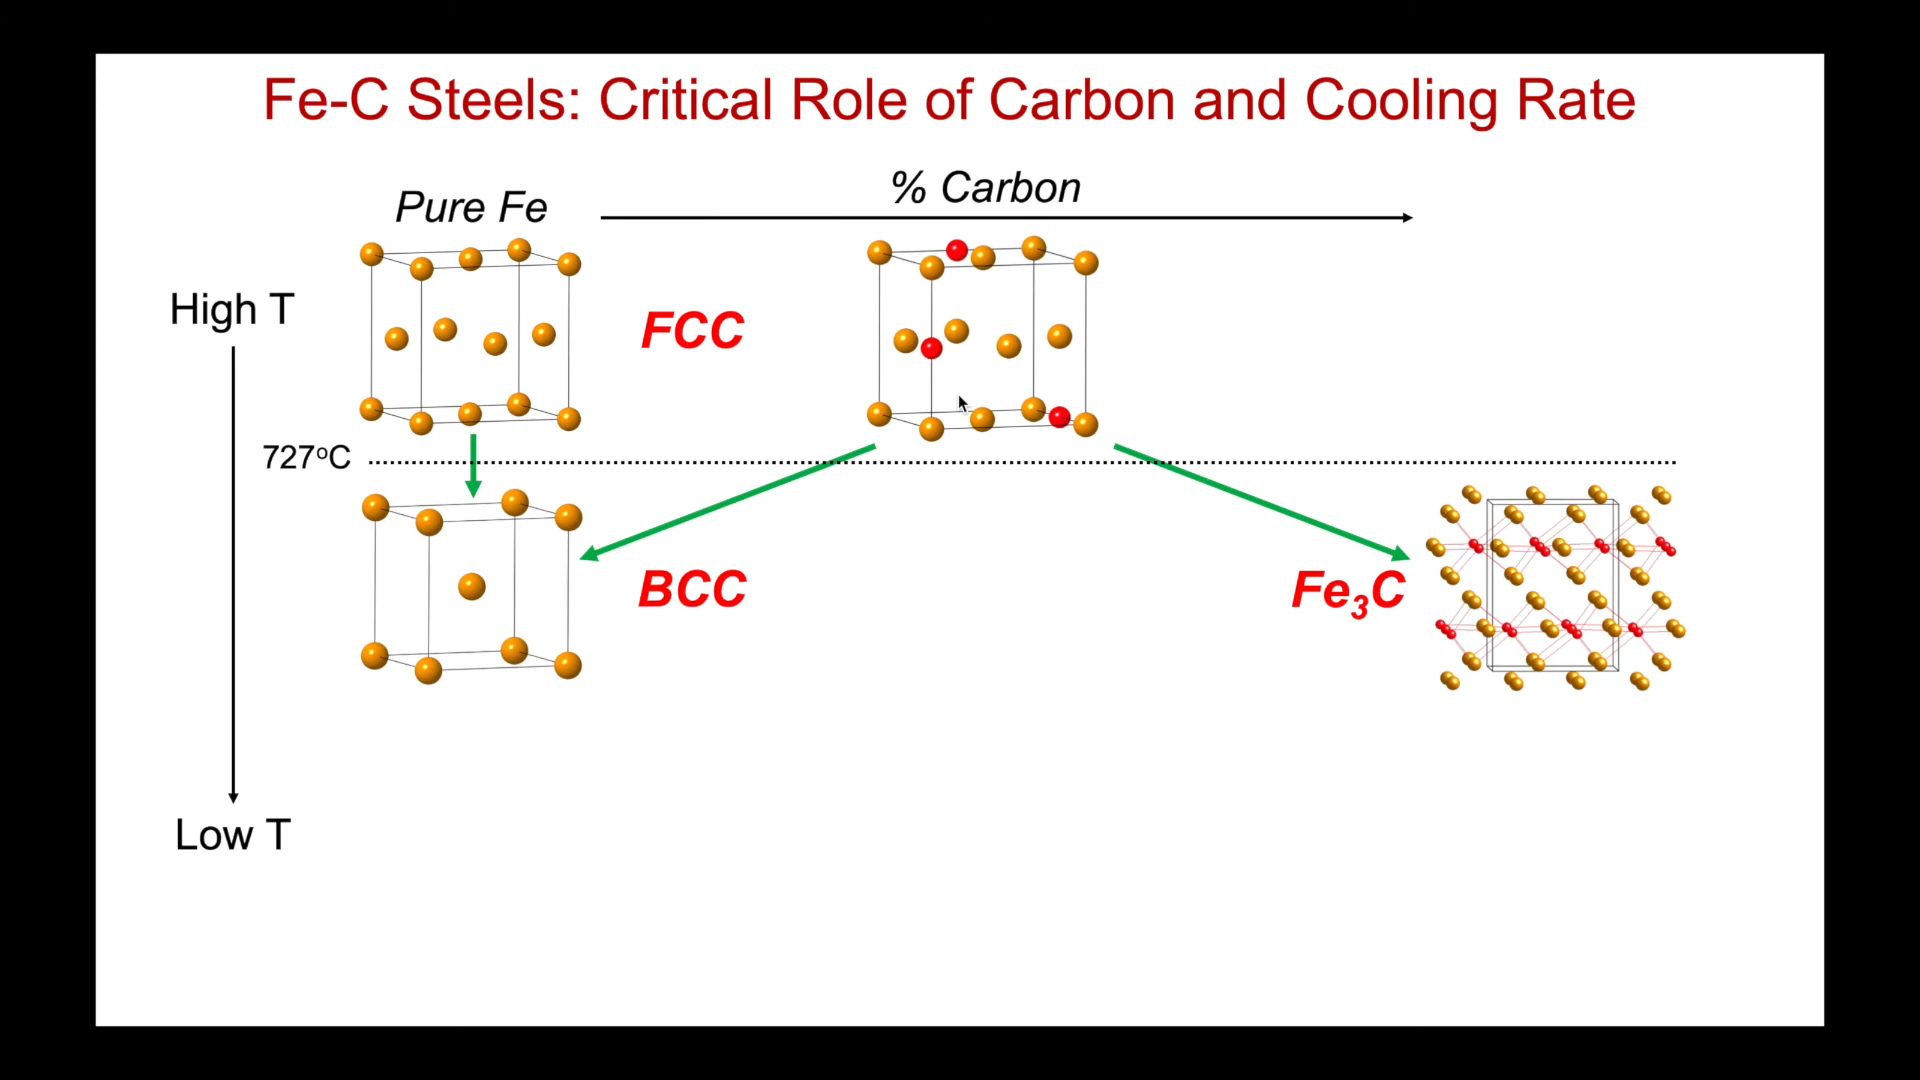 Fe-C Steels: Critical Role of Carbon and Cooling Rate
% Carbon
Pure Fe
High T
FCC
727°C
BCC
Fe₃C
Low T